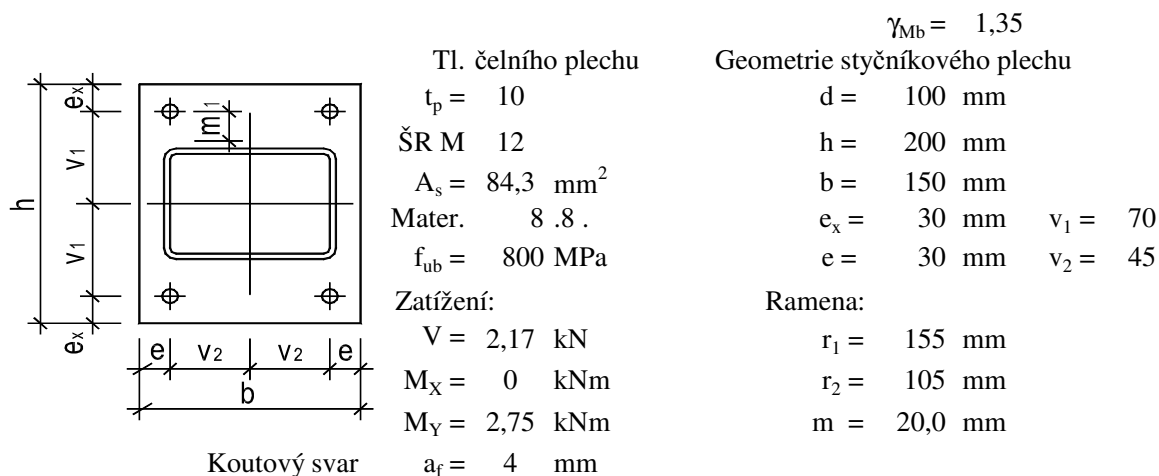 γMb = 1,35
Tl. čelního plechu Geometrie styčníkového plechu
tp = 10 d = 100 mm
ŠR M 12 h = 200 mm
As = 84,3 mm² b = 150 mm
Mater. 8 .8 . ex = 30 mm v1 = 70
fub = 800 MPa e = 30 mm v2 = 45
Zatížení: Ramena:
V = 2,17 kN r1 = 155 mm
MX = 0 kNm r2 = 105 mm
MY = 2,75 kNm m = 20,0 mm
Koutový svar af = 4 mm
ex
m1
v1
h
v1
ex
e v2 v2 e
b